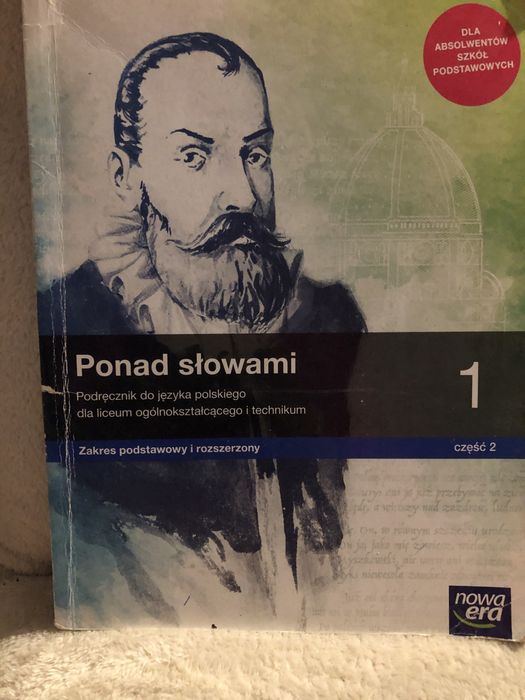 DLA
ABSOLWENTÓW
SZKÓŁ
PODSTAWOWYCH
Ponad słowami
1
Podręcznik do języka polskiego
dla liceum ogólnokształcącego i technikum
Zakres podstawowy i rozszerzony
część 2
nowa
era